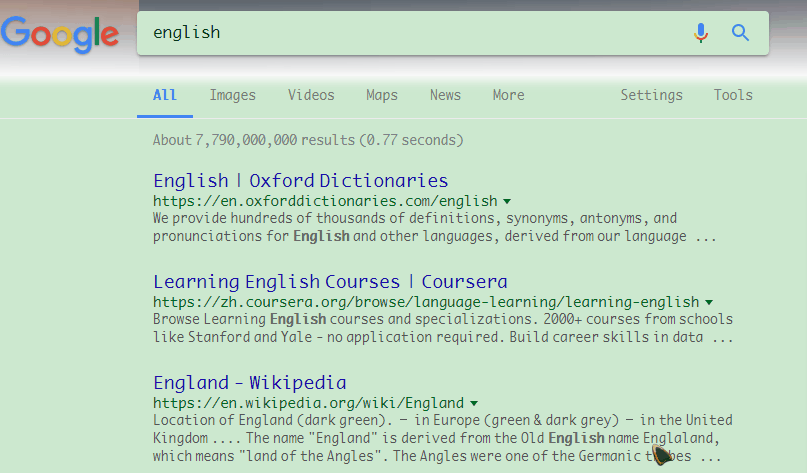 Google
english
All Images Videos Maps News More Settings Tools
About 7,790,000,000 results (0.77 seconds)
English | Oxford Dictionaries
https://en.oxforddictionaries.com/english
We provide hundreds of thousands of definitions, synonyms, antonyms, and
pronunciations for English and other languages, derived from our language ...
Learning English Courses | Coursera
https://zh.coursera.org/browse/language-learning/learning-english
Browse Learning English courses and specializations. 2000+ courses from schools
like Stanford and Yale - no application required. Build career skills in data ...
England - Wikipedia
https://en.wikipedia.org/wiki/England
Location of England (dark green). – in Europe (green & dark grey) – in the United
Kingdom .... The name "England" is derived from the Old English name Englaland,
which means "land of the Angles". The Angles were one of the Germanic ...